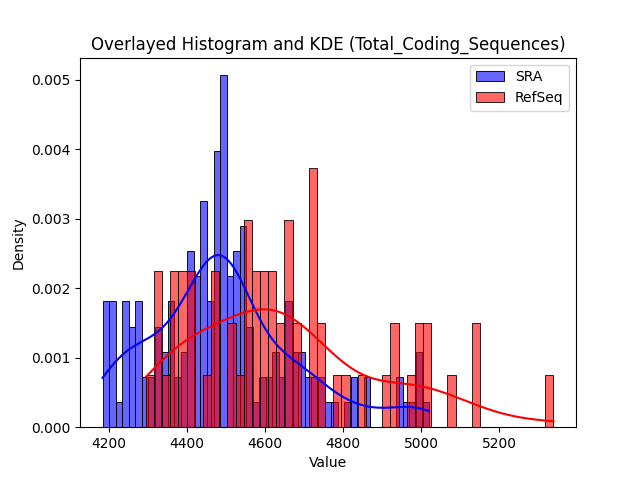 Overlayed Histogram and KDE (Total_Coding_Sequences)
SRA
RefSeq
0.005
0.004
0.003
0.002
0.001
0.000
Density
4200 4400 4600 4800 5000 5200
Value